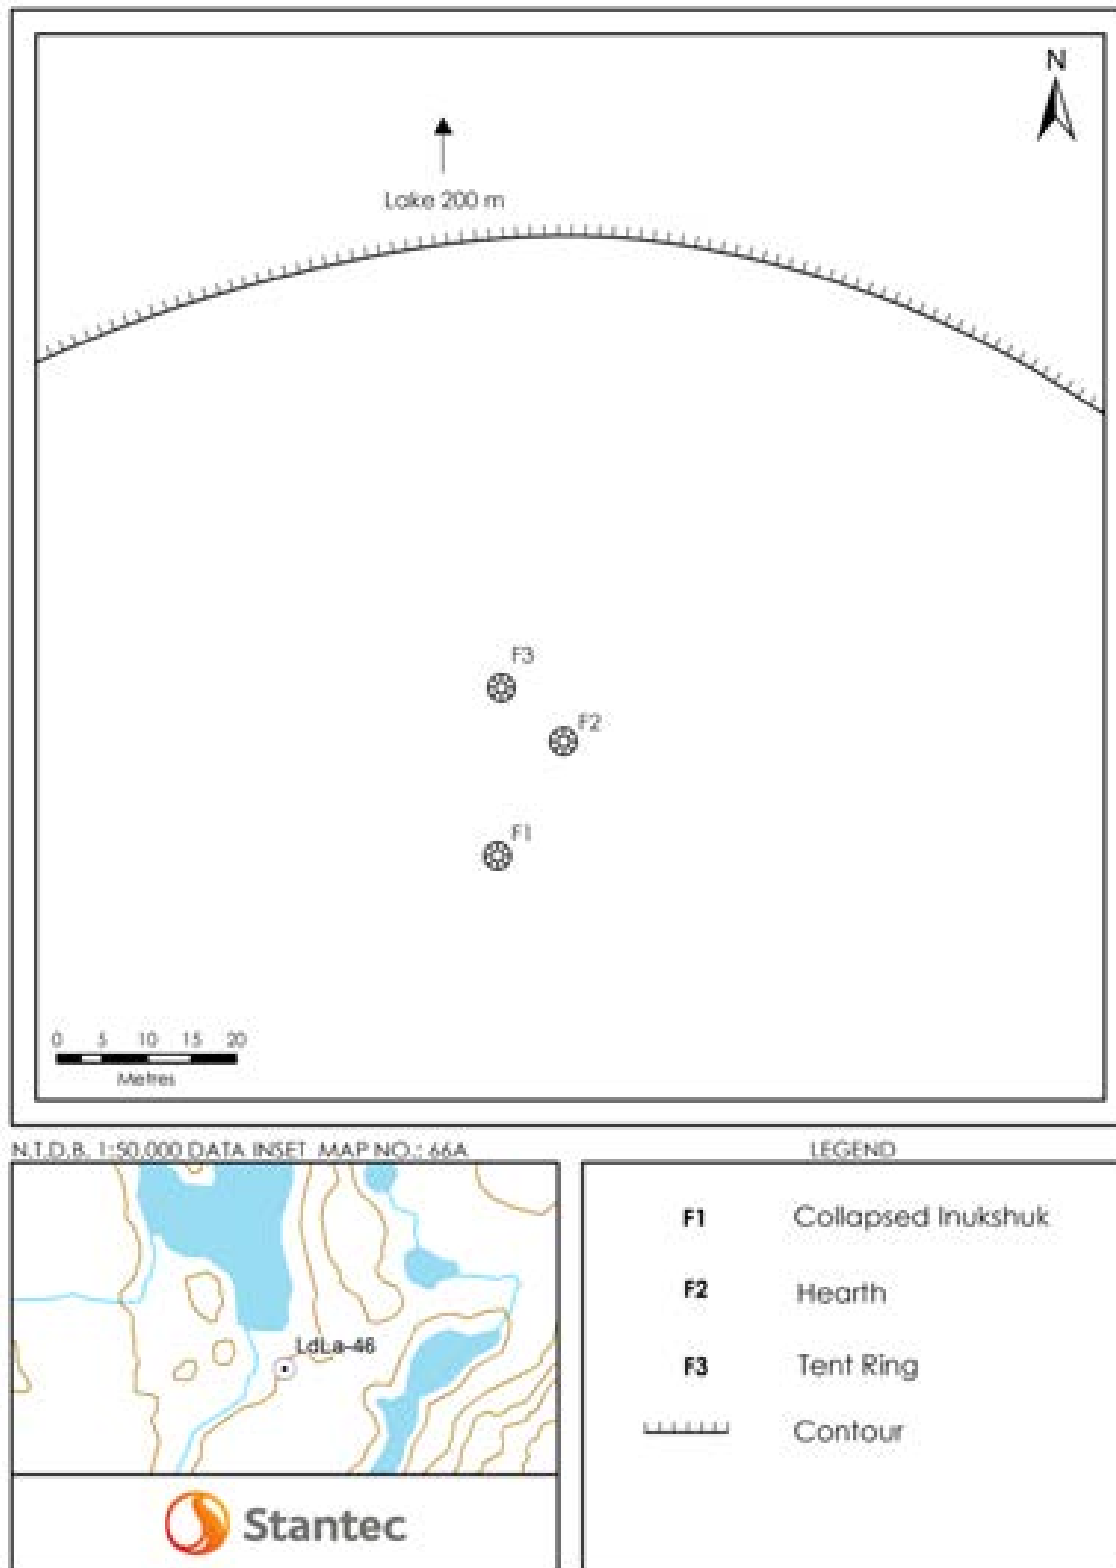 N
Lake 200 m
F3
F2
F1
0 5 10 15 20
Metres
N.T.D.B. 1:50,000 DATA INSET MAP NO.: 66A
LdLa-46
Stantec
LEGEND
F1 Collapsed Inukshuk
F2 Hearth
F3 Tent Ring
Contour